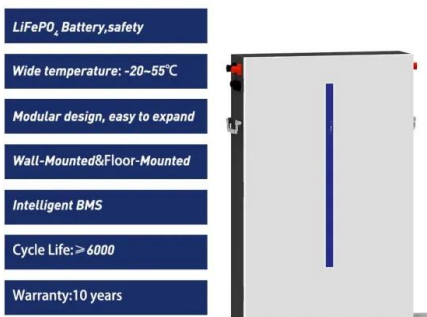 LiFePO₄ Battery,safety
Wide temperature: -20~55℃
Modular design, easy to expand
Wall-Mounted&Floor-Mounted
Intelligent BMS
Cycle Life:≥6000
Warranty:10 years